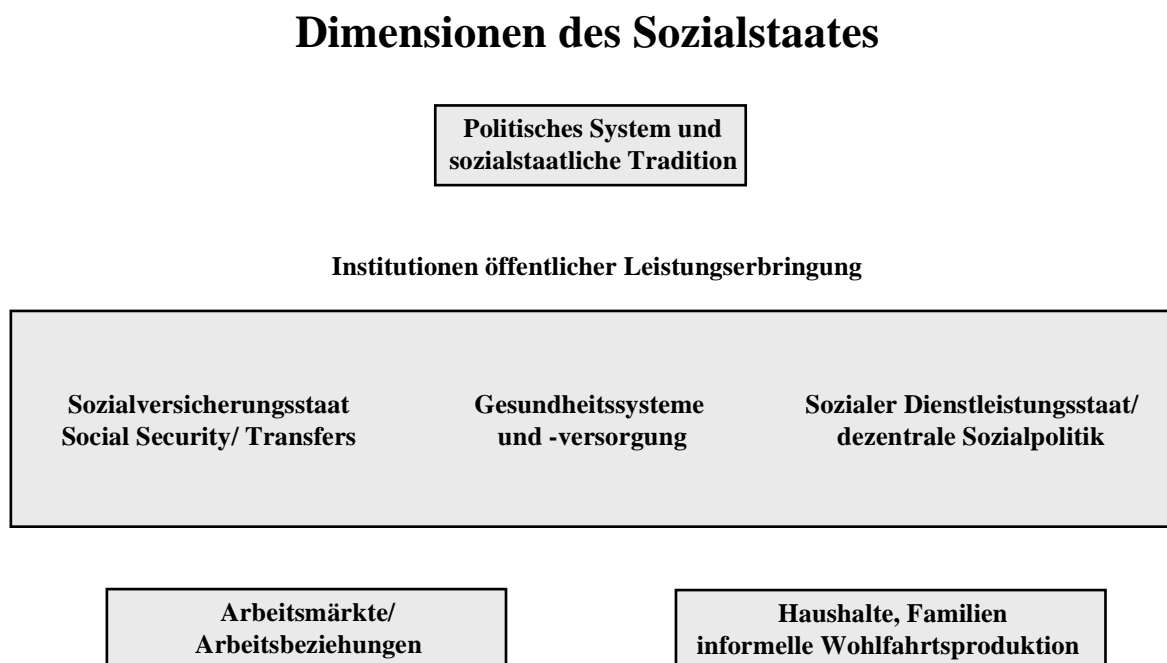 Dimensionen des Sozialstaates
Politisches System und
sozialstaatliche Tradition
Institutionen öffentlicher Leistungserbringung
Sozialversicherungsstaat
Social Security/ Transfers
Gesundheitssysteme
und -versorgung
Sozialer Dienstleistungsstaat/
dezentrale Sozialpolitik
Arbeitsmärkte/
Arbeitsbeziehungen
Haushalte, Familien
informelle Wohlfahrtsproduktion